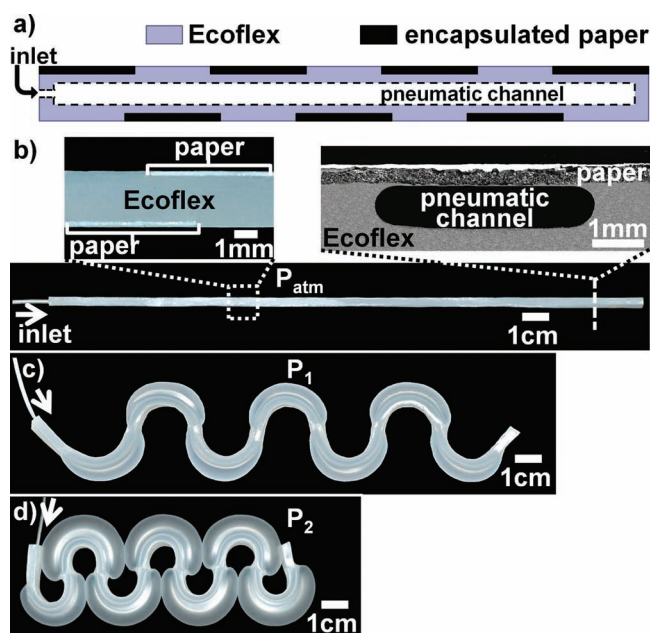 a) Ecoflex encapsulated paper
inlet
pneumatic channel
b) paper
paper
Ecoflex
pneumatic
channel
Ecoflex
paper
1mm
1mm
Patm
inlet
1cm
c) P1
1cm
d) P2
1cm